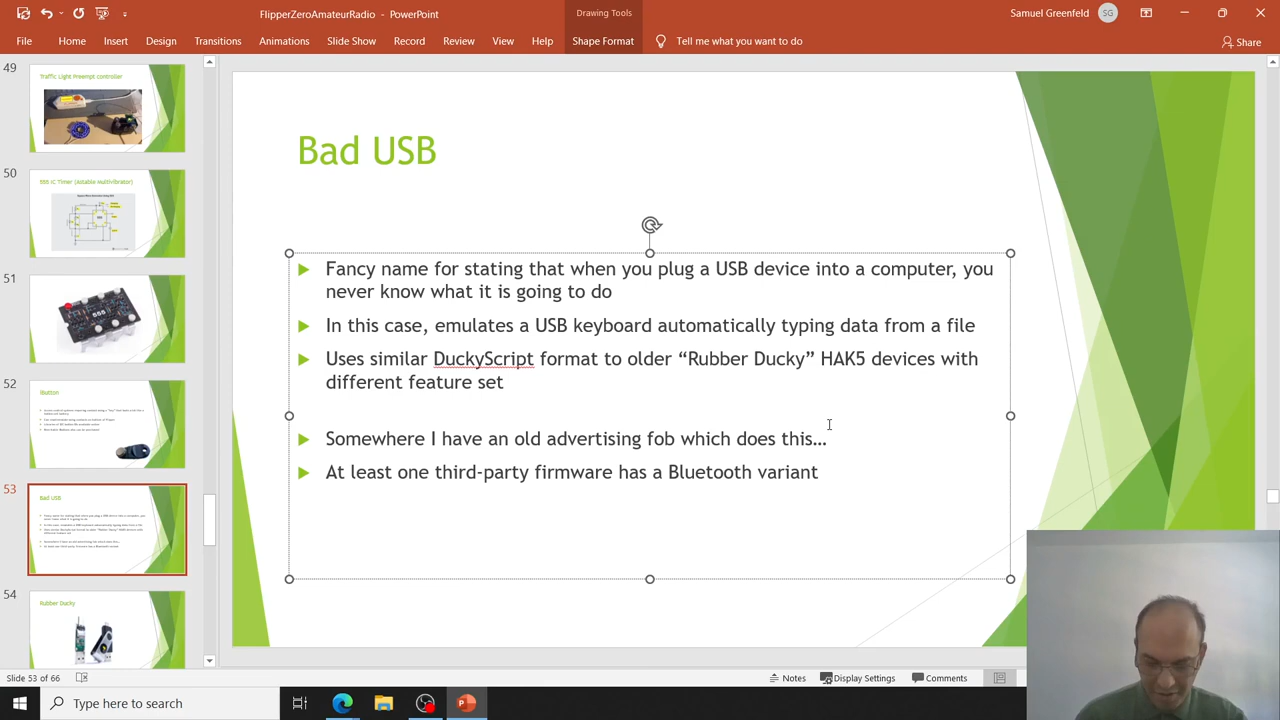 FlipperZeroAmateurRadio - PowerPoint
Drawing Tools
Samuel Greenfeld
SG
File
Home
Insert
Design
Transitions
Animations
Slide Show
Record
Review
View
Help
Shape Format
Tell me what you want to do
Share
49
Traffic Light Preempt controller
50
555 IC Timer (Astable Multivibrator)
51
52
iButton
53
Bad USB
54
Rubber Ducky
Bad USB
Fancy name for stating that when you plug a USB device into a computer, you
never know what it is going to do
In this case, emulates a USB keyboard automatically typing data from a file
Uses similar DuckyScript format to older “Rubber Ducky” HAK5 devices with
different feature set
Somewhere I have an old advertising fob which does this…
At least one third-party firmware has a Bluetooth variant
Slide 53 of 66
Notes
Display Settings
Comments
Type here to search